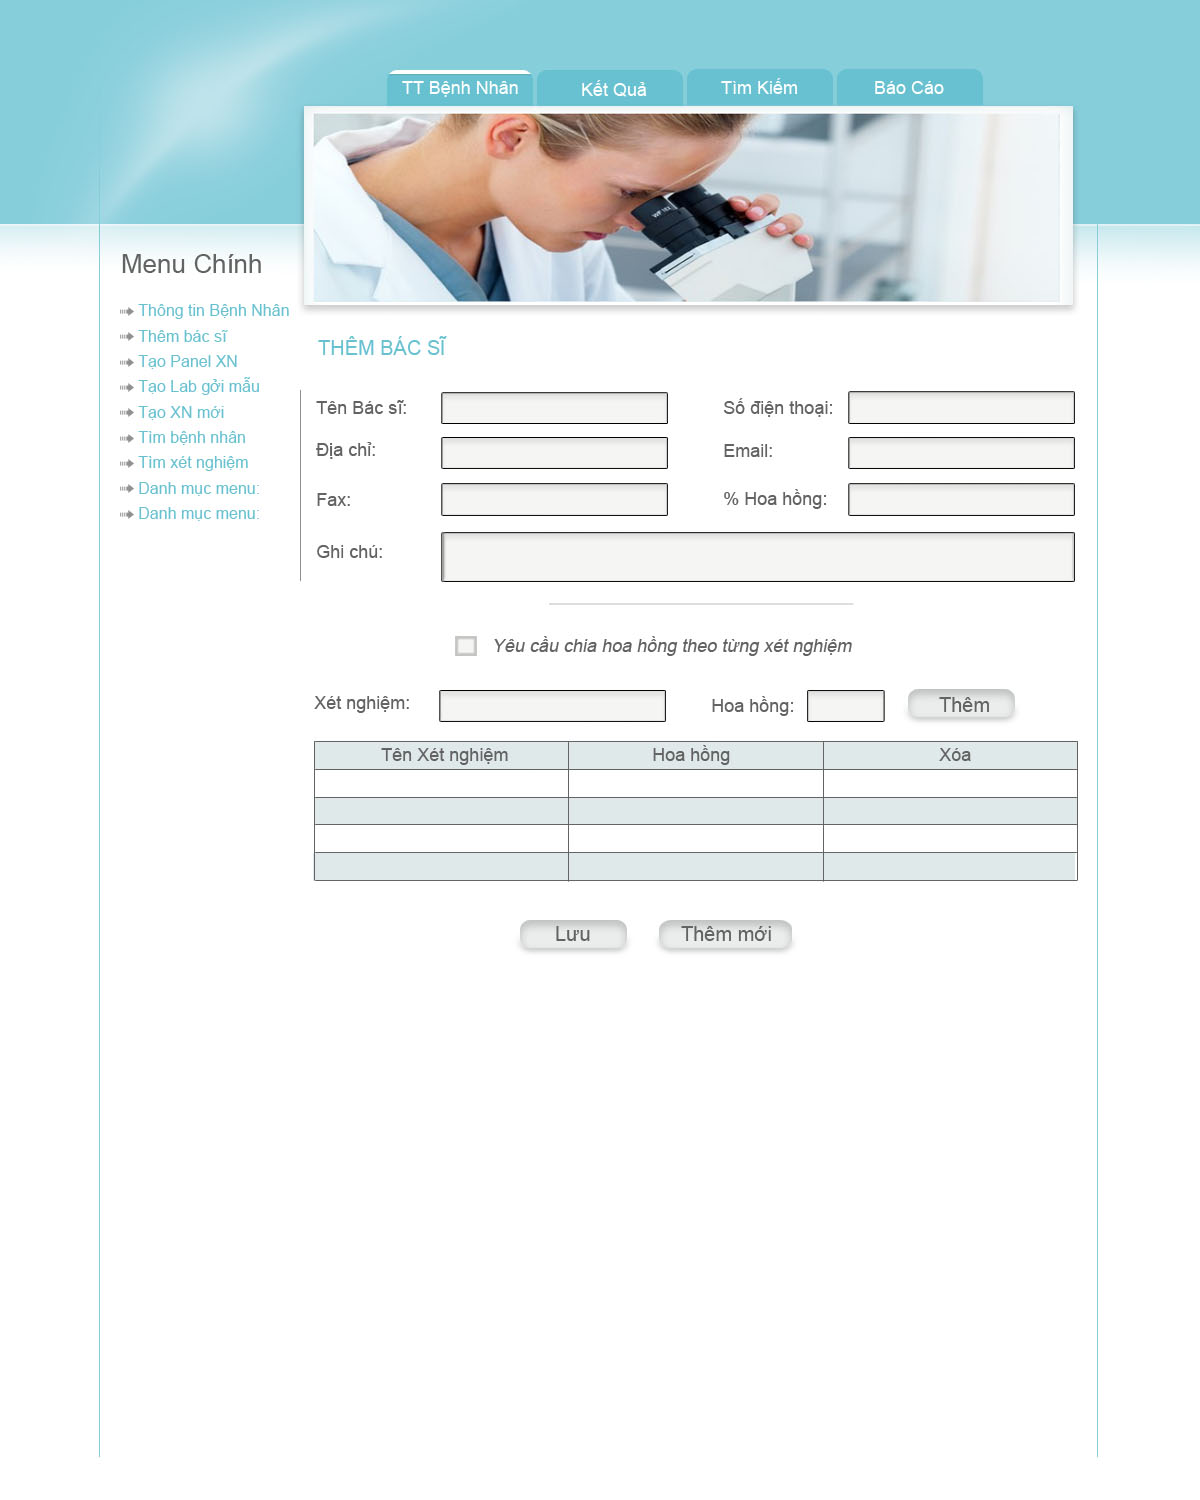 TT Bệnh Nhân
Kết Quả
Tìm Kiếm
Báo Cáo
WF 10X
Menu Chính
Thông tin Bệnh Nhân
Thêm bác sĩ
Tạo Panel XN
Tạo Lab gởi mẫu
Tạo XN mới
Tìm bệnh nhân
Tìm xét nghiệm
Danh mục menu:
Danh mục menu:
THÊM BÁC SĨ
Tên Bác sĩ:
Số điện thoại:
Địa chỉ:
Email:
Fax:
% Hoa hồng:
Ghi chú:
Yêu cầu chia hoa hồng theo từng xét nghiệm
Xét nghiệm:
Hoa hồng:
Thêm
Tên Xét nghiệm
Hoa hồng
Xóa
Lưu
Thêm mới